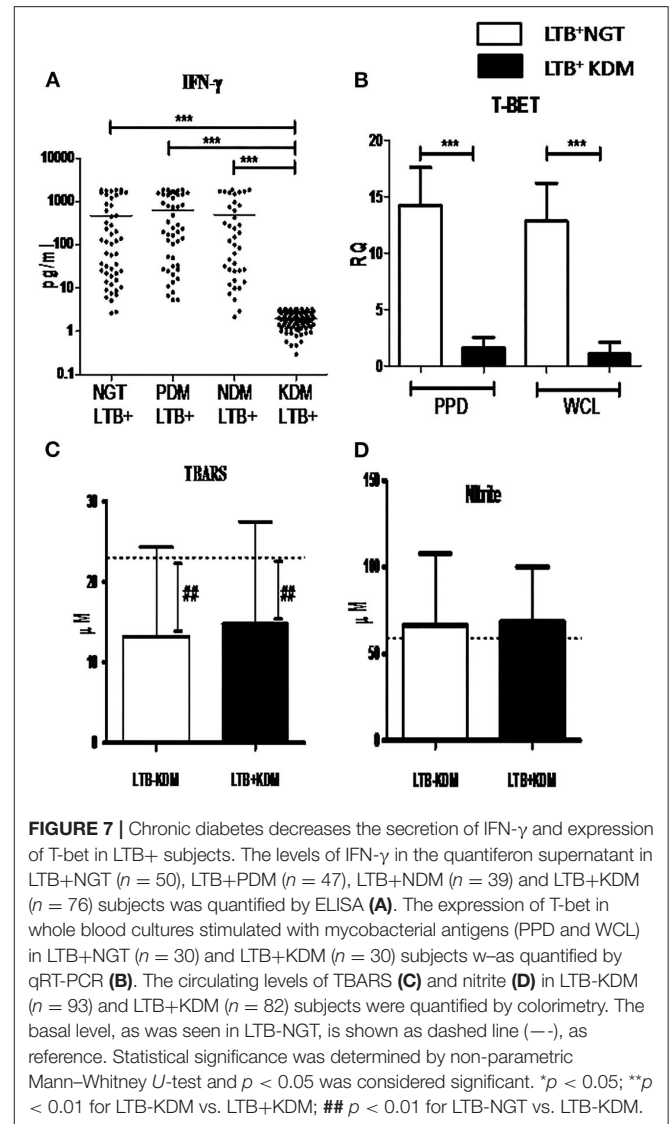 LTB⁺NGT
LTB⁺ KDM
A
IFN-γ
***
***
***
pg/ml
10000
1000
100
10
1
0.1
NGT LTB+
PDM LTB+
NDM LTB+
KDM LTB+
B
T-BET
***
***
RQ
20
15
10
5
0
PPD
WCL
C
TBARS
µM
30
20
10
0
##
##
LTB-KDM
LTB+KDM
D
Nitrite
µM
150
100
50
0
LTB-KDM
LTB+KDM
FIGURE 7 | Chronic diabetes decreases the secretion of IFN-γ and expression
of T-bet in LTB+ subjects. The levels of IFN-γ in the quantiferon supernatant in
LTB+NGT (n = 50), LTB+PDM (n = 47), LTB+NDM (n = 39) and LTB+KDM
(n = 76) subjects was quantified by ELISA (A). The expression of T-bet in
whole blood cultures stimulated with mycobacterial antigens (PPD and WCL)
in LTB+NGT (n = 30) and LTB+KDM (n = 30) subjects w–as quantified by
qRT-PCR (B). The circulating levels of TBARS (C) and nitrite (D) in LTB-KDM
(n = 93) and LTB+KDM (n = 82) subjects were quantified by colorimetry. The
basal level, as was seen in LTB-NGT, is shown as dashed line (—-), as
reference. Statistical significance was determined by non-parametric
Mann–Whitney U-test and p < 0.05 was considered significant. *p < 0.05; **p
< 0.01 for LTB-KDM vs. LTB+KDM; ## p < 0.01 for LTB-NGT vs. LTB-KDM.